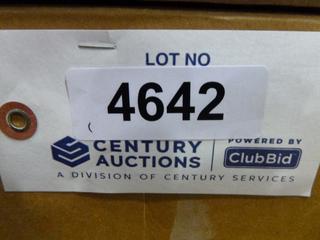 LOT NO
4642
CENTURY
AUCTIONS
POWERED BY
ClubBid
A DIVISION OF CENTURY SERVICES